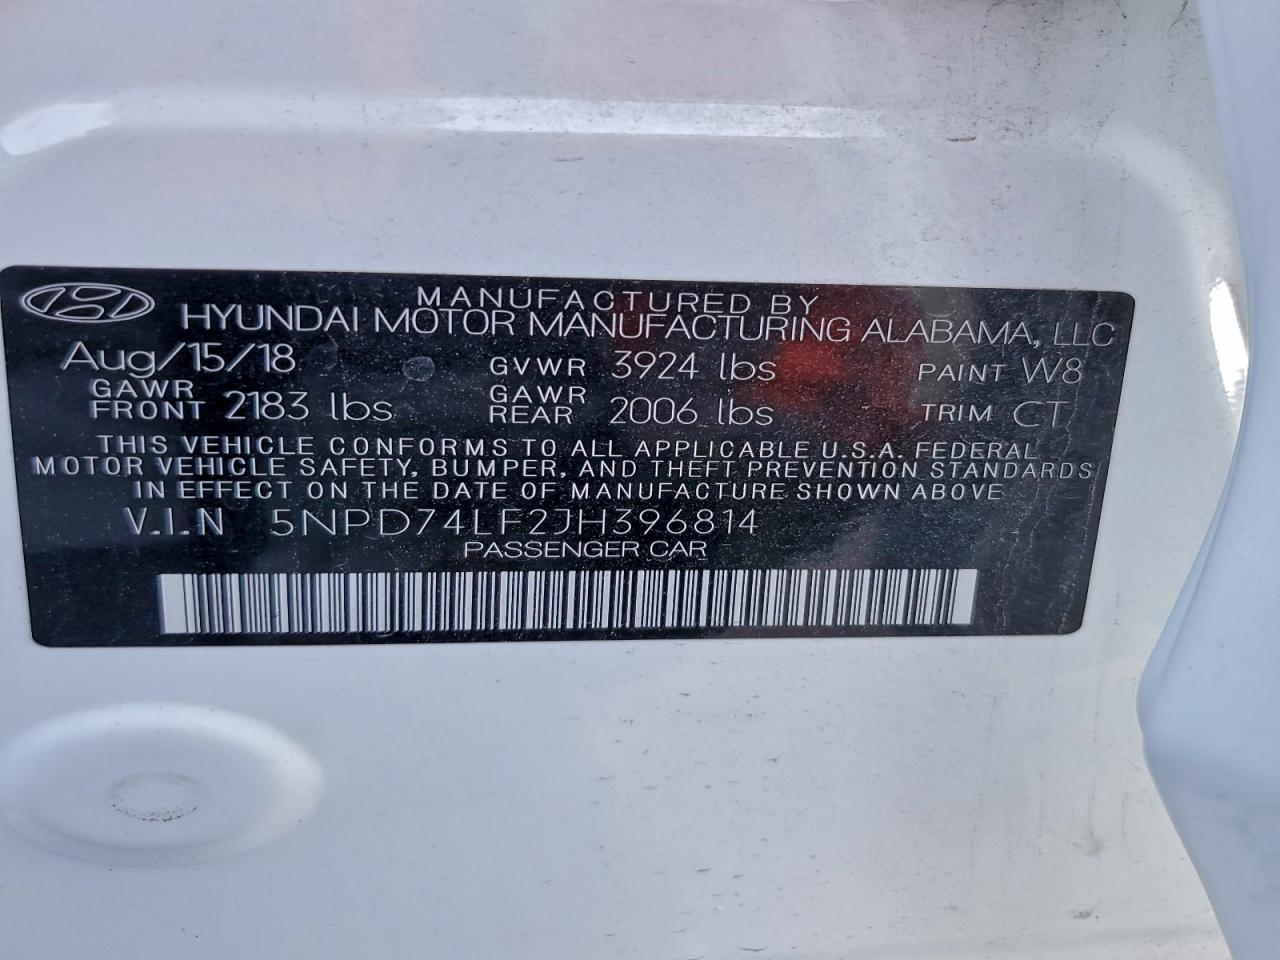 MANUFACTURED BY
HYUNDAI MOTOR MANUFACTURING ALABAMA, LLC
Aug/15/18 GVWR 3924 lbs PAINT W8
GAWR FRONT 2183 lbs GAWR REAR 2006 lbs TRIM CT
THIS VEHICLE CONFORMS TO ALL APPLICABLE U.S.A. FEDERAL
MOTOR VEHICLE SAFETY, BUMPER, AND THEFT PREVENTION STANDARDS
IN EFFECT ON THE DATE OF MANUFACTURE SHOWN ABOVE
V.I.N 5NPD74LF2JH396814
PASSENGER CAR